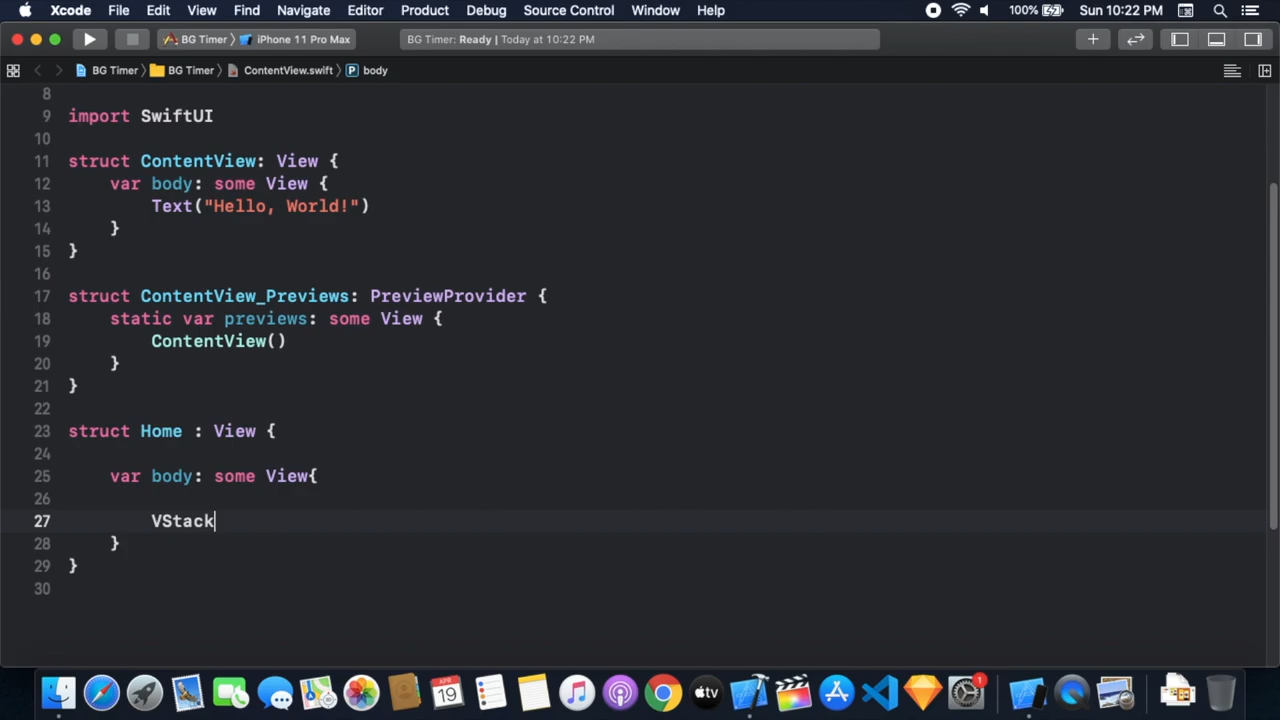 Xcode File Edit View Find Navigate Editor Product Debug Source Control Window Help 100% Sun 10:22 PM
BG Timer iPhone 11 Pro Max BG Timer: Ready | Today at 10:22 PM
BG Timer BG Timer ContentView.swift P body
8
9 import SwiftUI
10
11 struct ContentView: View {
12 var body: some View {
13 Text("Hello, World!")
14 }
15 }
16
17 struct ContentView_Previews: PreviewProvider {
18 static var previews: some View {
19 ContentView()
20 }
21 }
22
23 struct Home : View {
24
25 var body: some View{
26
27 VStack
28 }
29 }
30
APR 19 tv 1